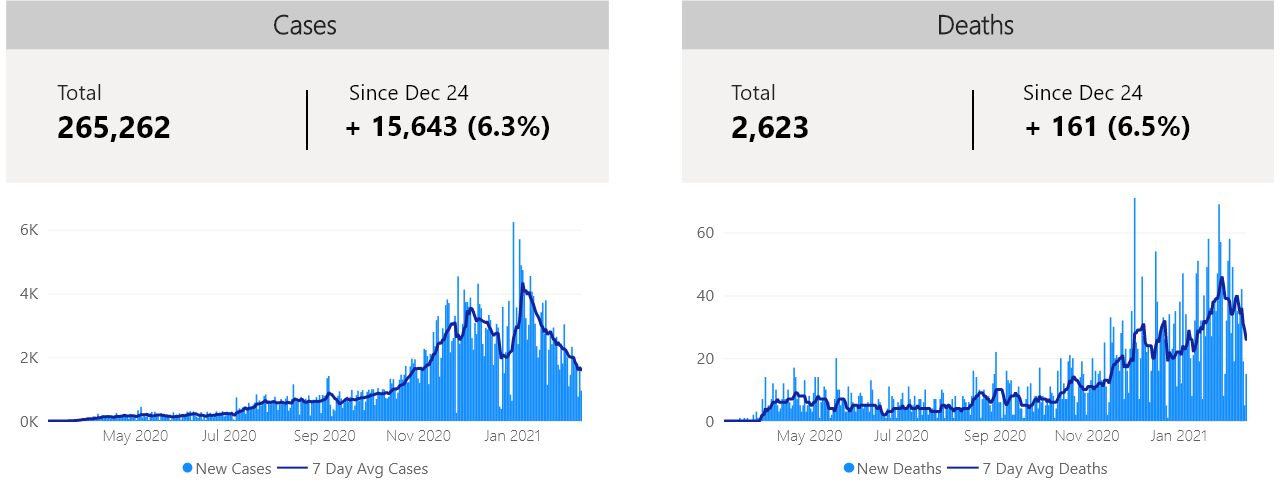 Cases
Total
265,262
Since Dec 24
+ 15,643 (6.3%)
6K
4K
2K
0K
May 2020 Jul 2020 Sep 2020 Nov 2020 Jan 2021
New Cases 7 Day Avg Cases
Deaths
Total
2,623
Since Dec 24
+ 161 (6.5%)
60
40
20
0
May 2020 Jul 2020 Sep 2020 Nov 2020 Jan 2021
New Deaths 7 Day Avg Deaths